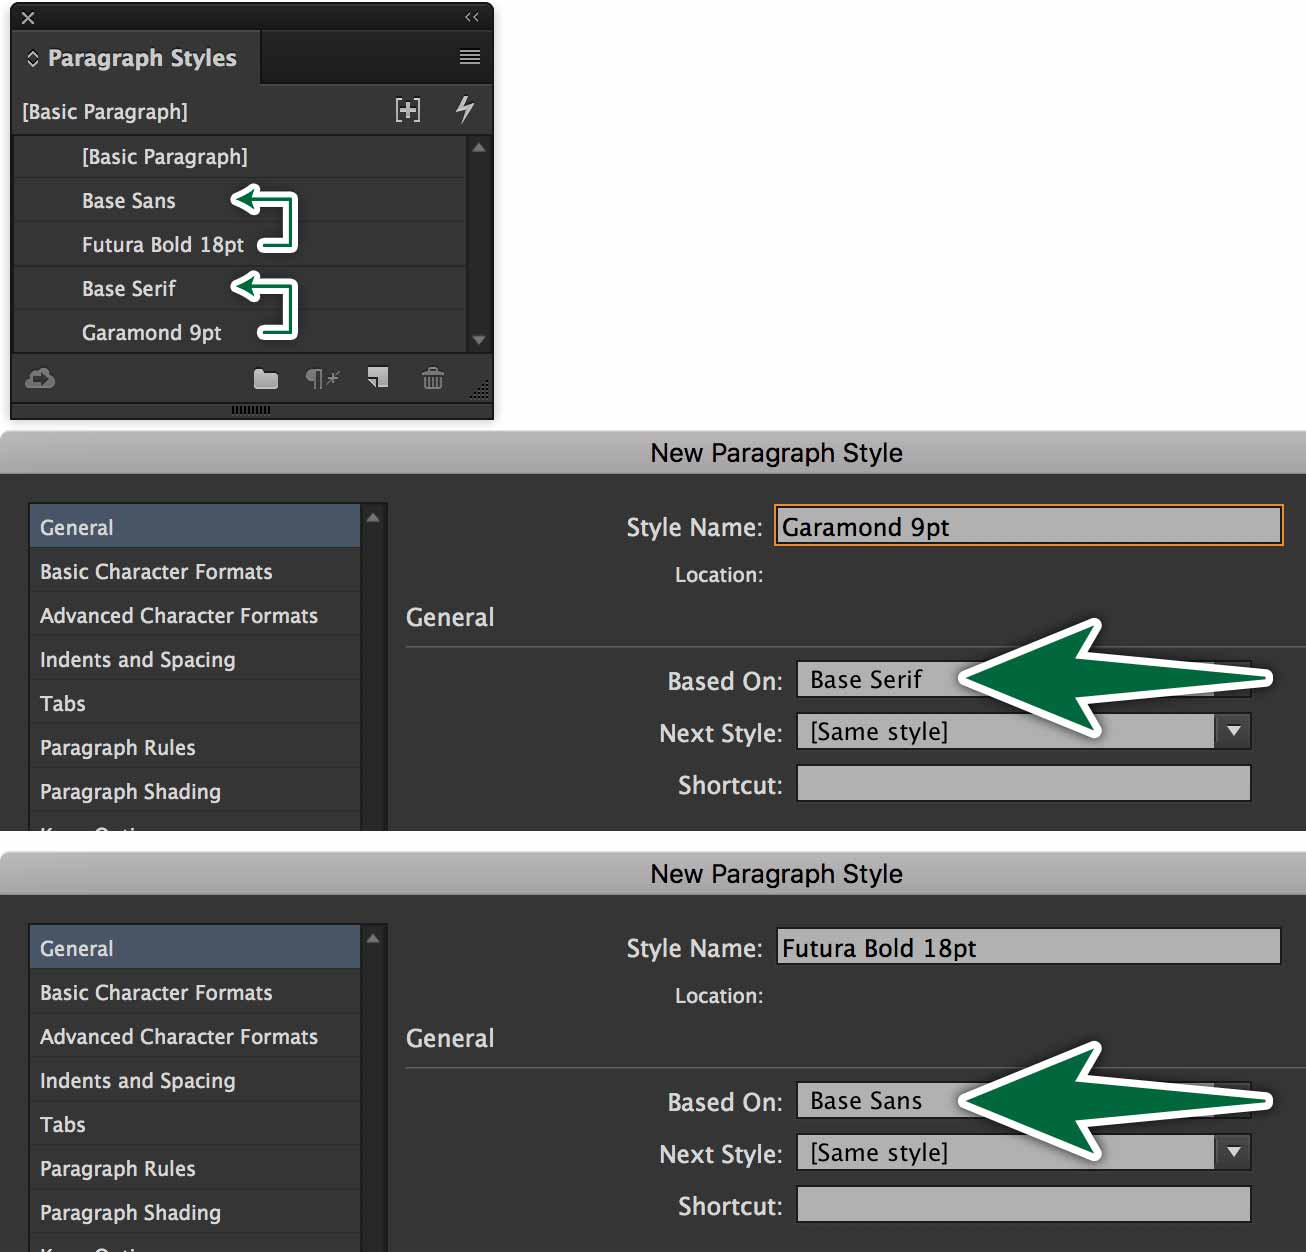 Paragraph Styles
[Basic Paragraph]
[Basic Paragraph]
Base Sans
Futura Bold 18pt
Base Serif
Garamond 9pt
New Paragraph Style
General
Basic Character Formats
Advanced Character Formats
Indents and Spacing
Tabs
Paragraph Rules
Paragraph Shading
Style Name: Garamond 9pt
Location:
General
Based On: Base Serif
Next Style: [Same style]
Shortcut:
New Paragraph Style
General
Basic Character Formats
Advanced Character Formats
Indents and Spacing
Tabs
Paragraph Rules
Paragraph Shading
Style Name: Futura Bold 18pt
Location:
General
Based On: Base Sans
Next Style: [Same style]
Shortcut: